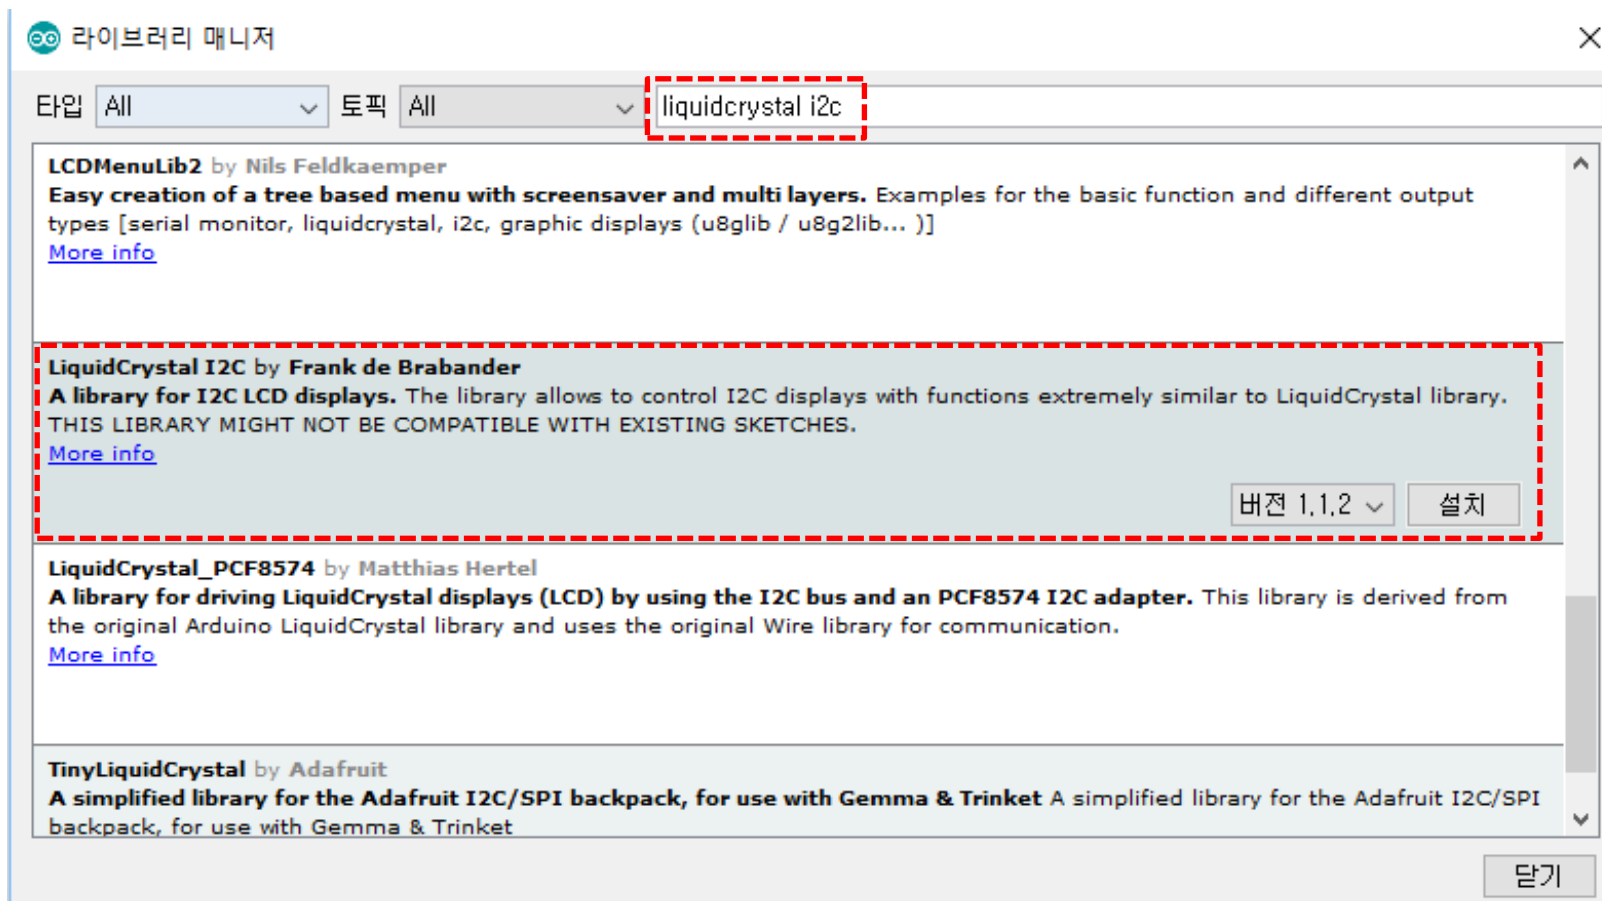 라이브러리 매니저
타입 All 토픽 All liquidcrystal i2c
LCDMenuLib2 by Nils Feldkaemper
Easy creation of a tree based menu with screensaver and multi layers. Examples for the basic function and different output
types [serial monitor, liquidcrystal, i2c, graphic displays (u8glib / u8g2lib... )]
More info
LiquidCrystal I2C by Frank de Brabander
A library for I2C LCD displays. The library allows to control I2C displays with functions extremely similar to LiquidCrystal library.
THIS LIBRARY MIGHT NOT BE COMPATIBLE WITH EXISTING SKETCHES.
More info
버전 1.1.2 설치
LiquidCrystal_PCF8574 by Matthias Hertel
A library for driving LiquidCrystal displays (LCD) by using the I2C bus and an PCF8574 I2C adapter. This library is derived from
the original Arduino LiquidCrystal library and uses the original Wire library for communication.
More info
TinyLiquidCrystal by Adafruit
A simplified library for the Adafruit I2C/SPI backpack, for use with Gemma & Trinket A simplified library for the Adafruit I2C/SPI
backpack, for use with Gemma & Trinket
닫기